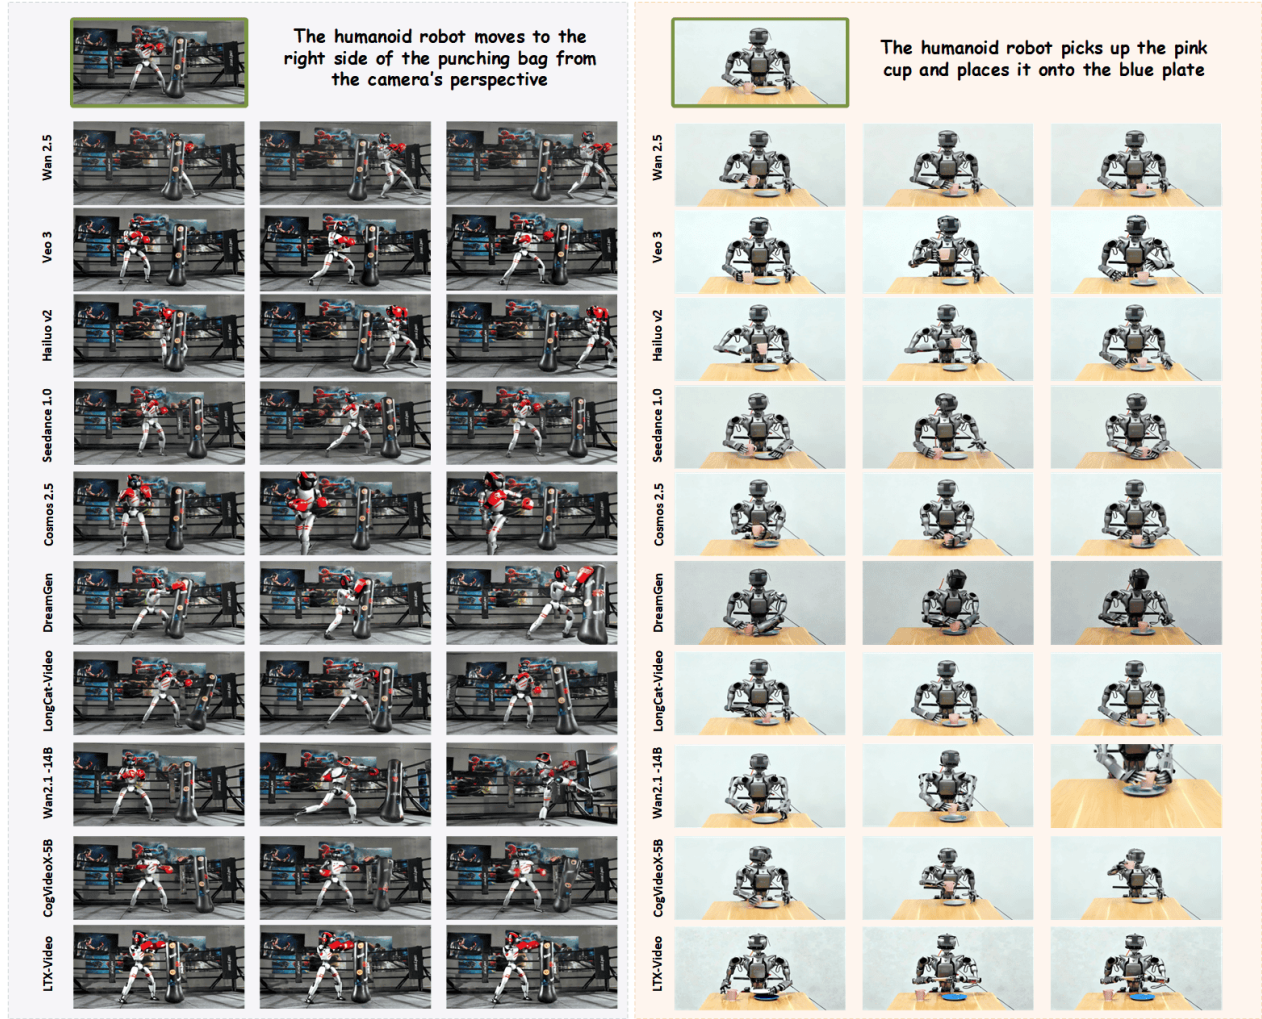 The humanoid robot moves to the
right side of the punching bag from
the camera's perspective
Wan 2.5
Veo 3
Hailuo v2
Seedance 1.0
Cosmos 2.5
DreamGen
LongCat-Video
Wan2.1 -14B
CogVideoX-5B
LTX-Video
The humanoid robot picks up the pink
cup and places it onto the blue plate
Wan 2.5
Veo 3
Hailuo v2
Seedance 1.0
Cosmos 2.5
DreamGen
LongCat-Video
Wan2.1 -14B
CogVideoX-5B
LTX-Video